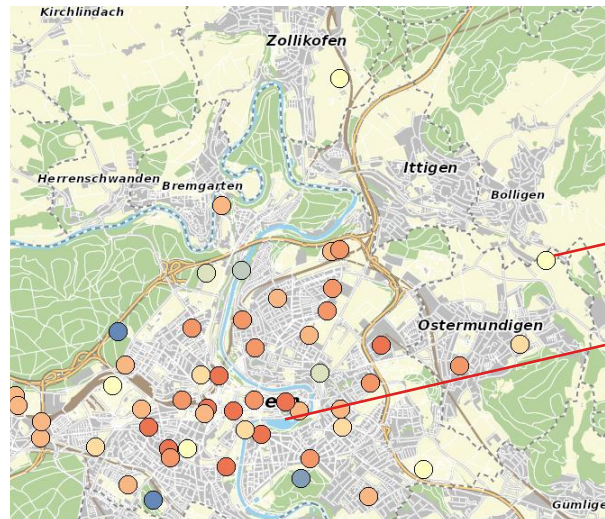 Kirchlindach
Zollikofen
Ittigen
Herrenschwanden
Bremgarten
Bolligen
Ostermundigen
Gümlige